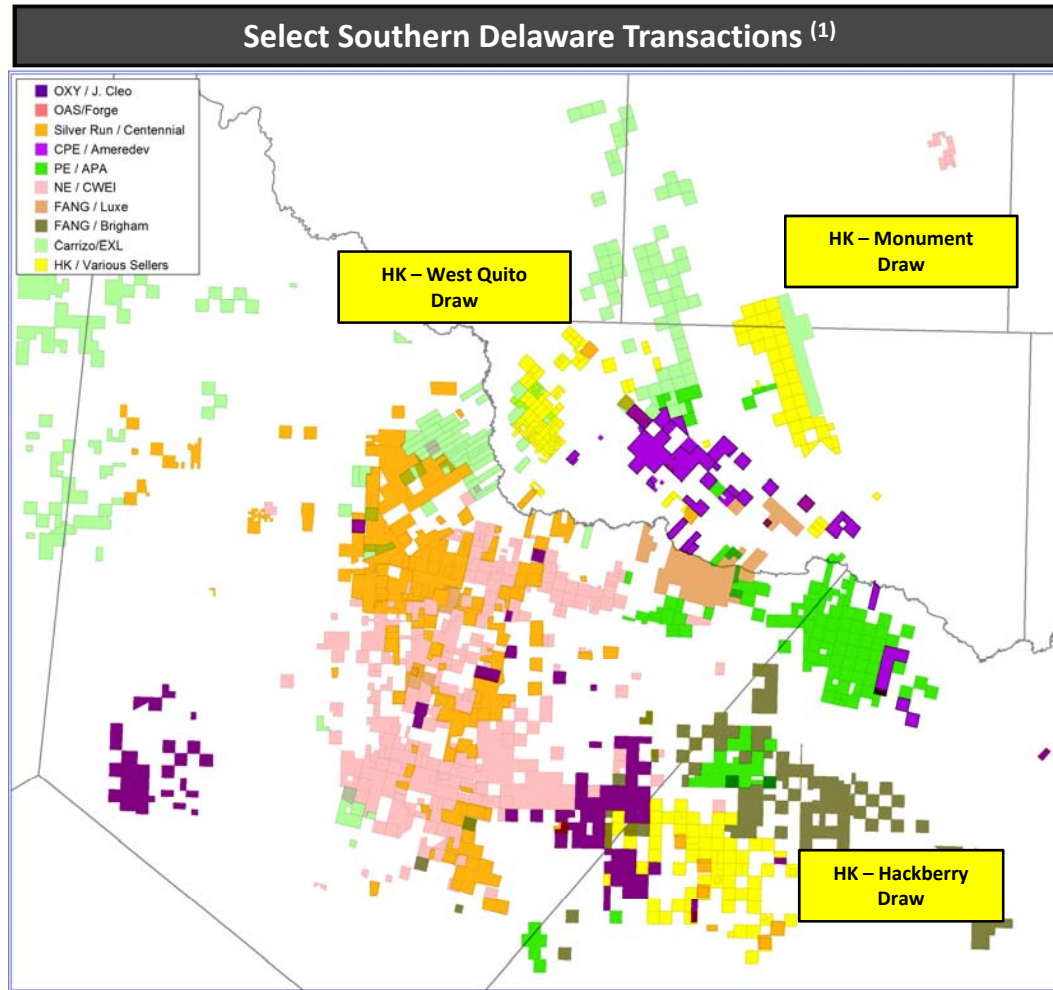 Select Southern Delaware Transactions (1)
OXY / J. Cleo
OAS/Forge
Silver Run / Centennial
CPE / Ameredev
PE / APA
NE / CWEI
FANG / Luxe
FANG / Brigham
Carrizo/EXL
HK / Various Sellers
HK – West Quito
Draw
HK – Monument
Draw
HK – Hackberry
Draw